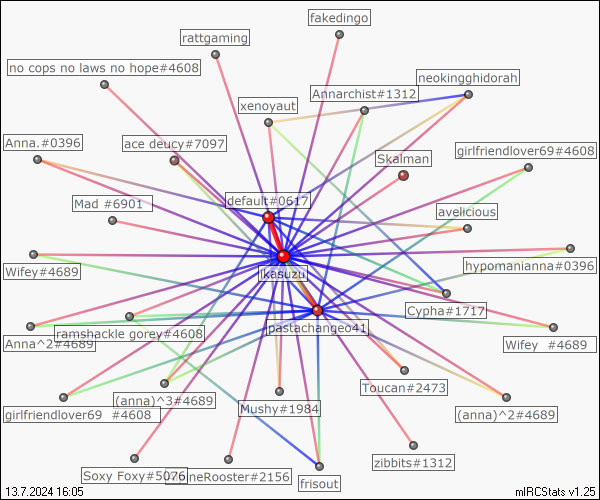 fakedingo
rattgaming
no cops no laws no hope#4608
neokingghidorah
Annarchist#1312
xenoyaut
Anna.#0396
ace deucy#7097
girlfriendlover69#4608
Skalman
default#0617
Mad #6901
avelicious
Wifey#4689
jkasuzu
hypomanianna#0396
Cypha#1717
pastachangeo41
Anna^2#4689
ramshackle gorey#4608
Wifey #4689
Toucan#2473
(anna)^3#4689
girlfriendlover69 #4608
Mushy#1984
(anna)^2#4689
zibbits#1312
Soxy Foxy#5076
neRooster#2156
frisout
13.7.2024 16:05
mIRCStats v1.25